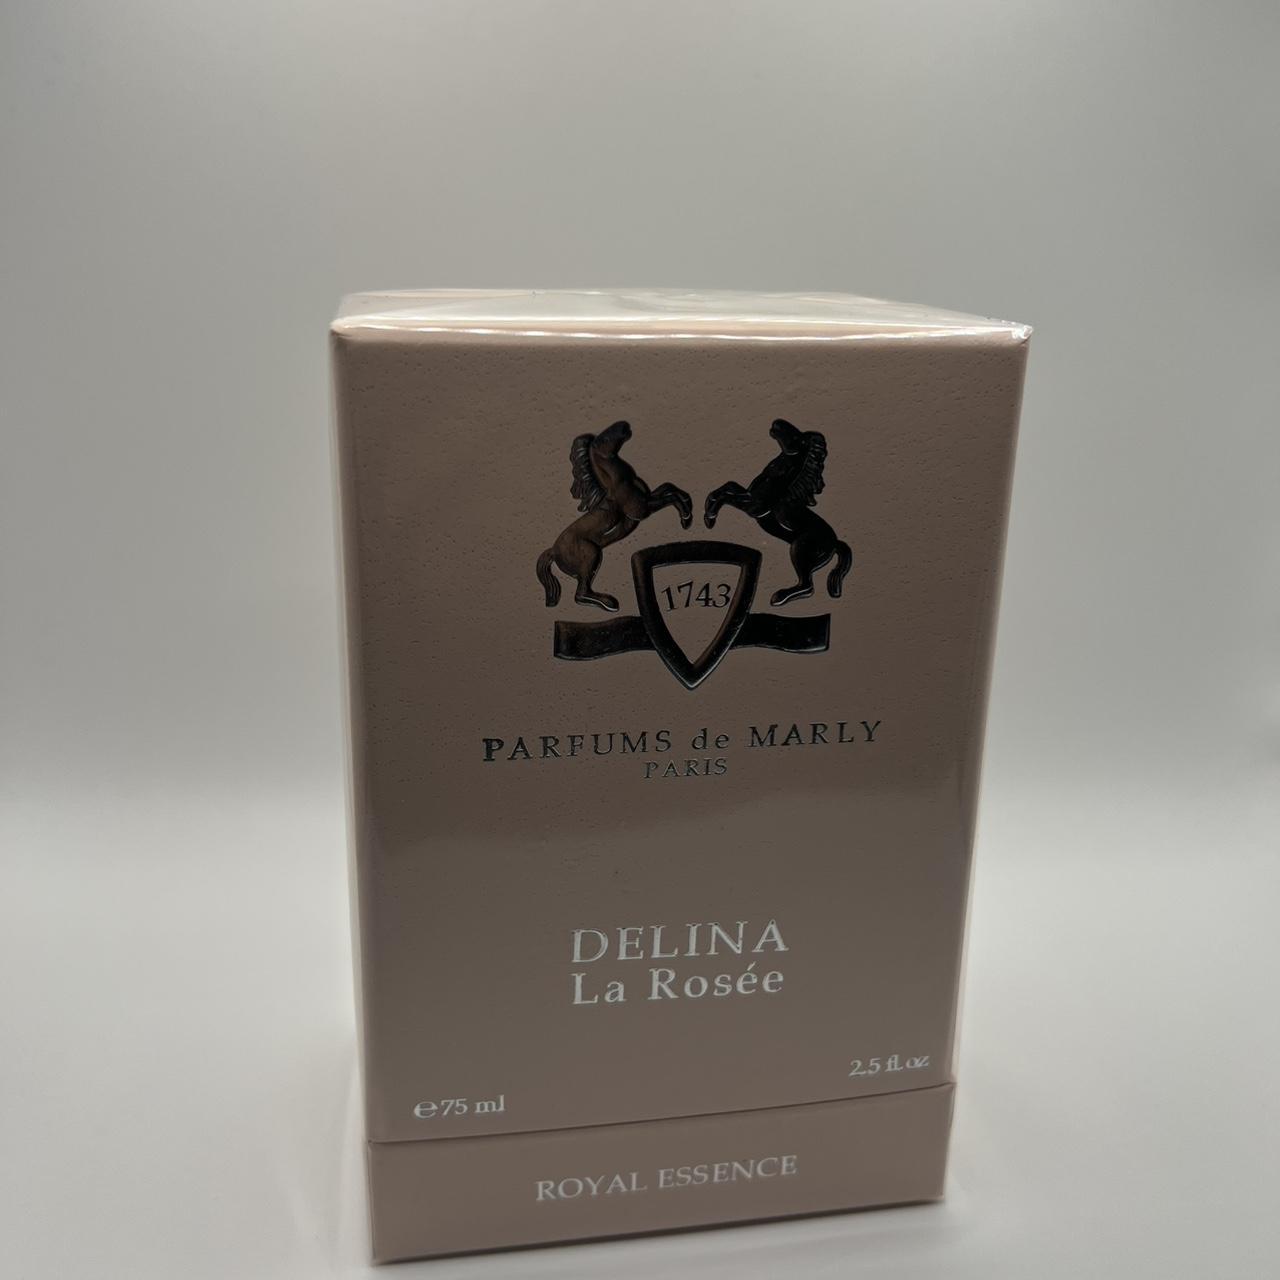 1743
PARFUMS de MARLY
PARIS
DELINA
La Rosée
2.5 fl. oz
℮75 ml
ROYAL ESSENCE